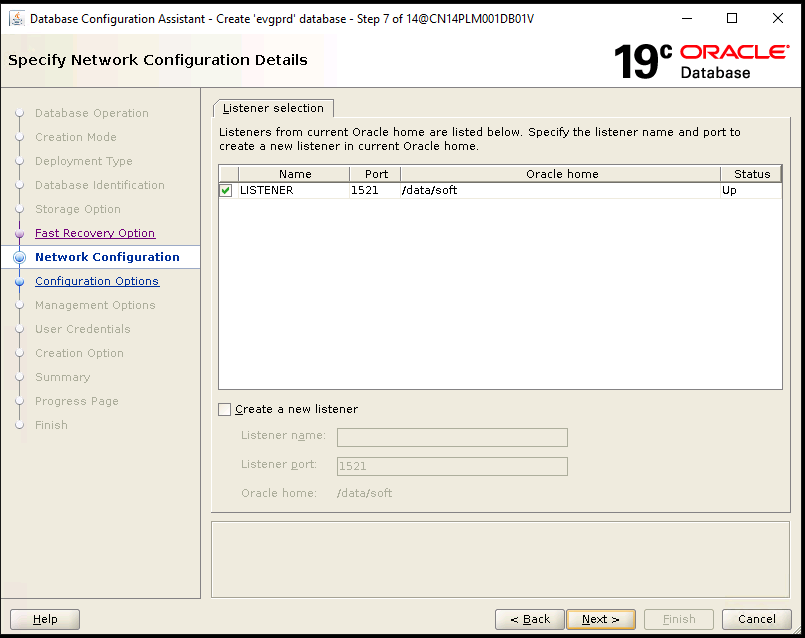 Database Configuration Assistant - Create 'evgprd' database - Step 7 of 14@CN14PLM001DB01V
Specify Network Configuration Details
19c ORACLE
Database
Database Operation
Creation Mode
Deployment Type
Database Identification
Storage Option
Fast Recovery Option
Network Configuration
Configuration Options
Management Options
User Credentials
Creation Option
Summary
Progress Page
Finish
Listener selection
Listeners from current Oracle home are listed below. Specify the listener name and port to
create a new listener in current Oracle home.
Name Port Oracle home Status
LISTENER 1521 /data/soft Up
Create a new listener
Listener name:
Listener port: 1521
Oracle home: /data/soft
Help < Back Next > Finish Cancel